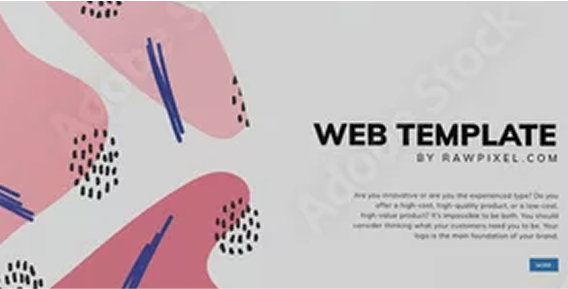 Adobe Stock
WEB TEMPLATE
BY RAWPIXEL.COM
Are you innovative or are you the experienced type? Do you
offer a high-cost, high-quality product, or a low-cost,
high-value product? It's impossible to be both. You should
consider thinking what your customers need you to be. Your
logo is the main foundation of your brand.
MORE